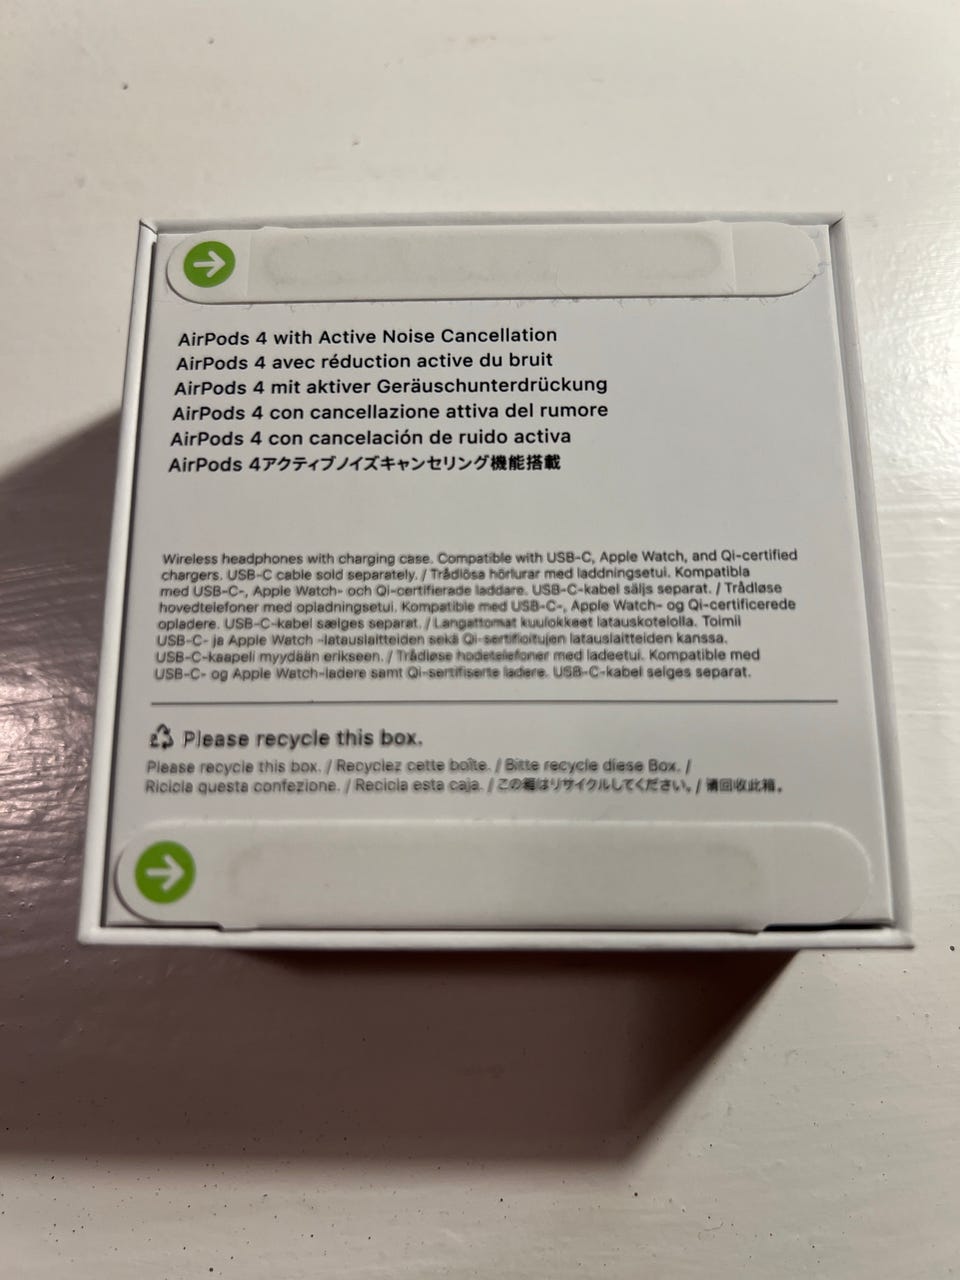 AirPods 4 with Active Noise Cancellation
AirPods 4 avec réduction active du bruit
AirPods 4 mit aktiver Geräuschunterdrückung
AirPods 4 con cancellazione attiva del rumore
AirPods 4 con cancelación de ruido activa
AirPods 4アクティブノイズキャンセリング機能搭載
Wireless headphones with charging case. Compatible with USB-C, Apple Watch, and Qi-certified
chargers. USB-C cable sold separately. / Trådlösa hörlurar med laddningsetui. Kompatibla
med USB-C-, Apple Watch- och Qi-certifierade laddare. USB-C-kabel säljs separat. / Trådløse
hovedtelefoner med opladningsetui. Kompatible med USB-C-, Apple Watch- og Qi-certificerede
opladere. USB-C-kabel sælges separat. / Langattomat kuulokkeet latauskotelolla. Toimii
USB-C- ja Apple Watch -latauslaitteiden sekä Qi-sertifioitujen latauslaitteiden kanssa.
USB-C-kaapeli myydään erikseen. / Trådløse hodetelefoner med ladeetui. Kompatible med
USB-C- og Apple Watch-ladere samt Qi-sertifiserte ladere. USB-C-kabel selges separat.
Please recycle this box.
Please recycle this box. / Recyclez cette boîte. / Bitte recycle diese Box. /
Ricicla questa confezione. / Recicla esta caja. / この箱はリサイクルしてください。/ 请回收此箱。